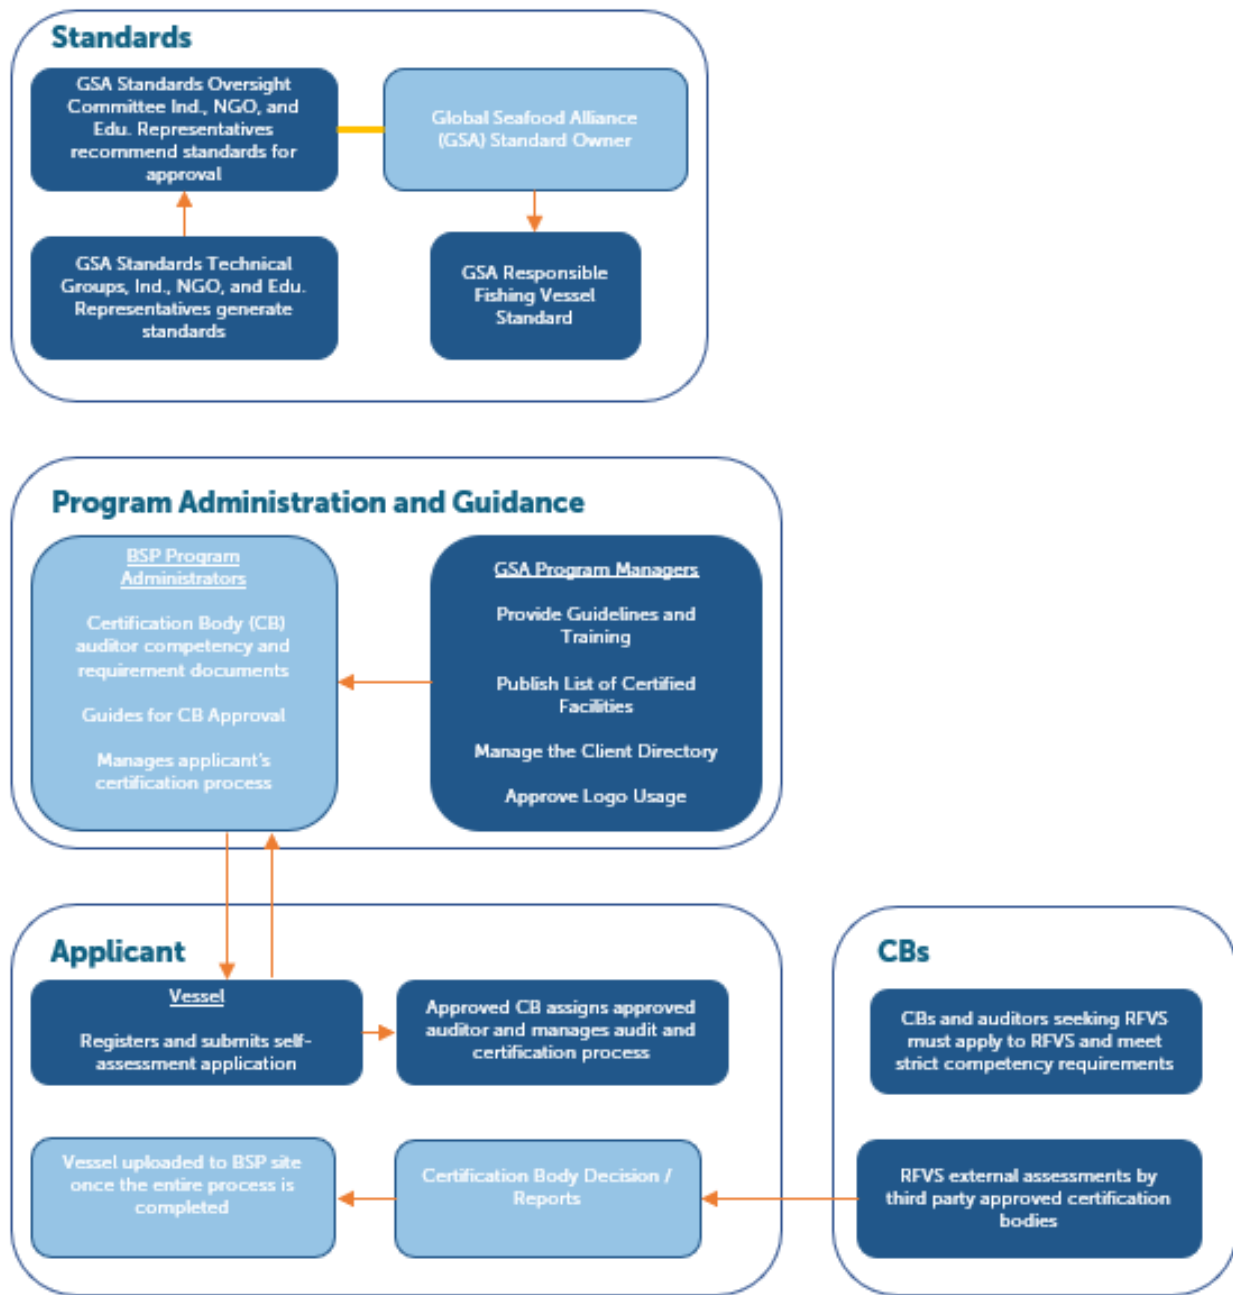 Standards
GSA Standards Oversight
Committee Ind., NGO, and
Edu. Representatives
recommend standards for
approval
Global Seafood Alliance
(GSA) Standard Owner
GSA Standards Technical
Groups, Ind., NGO, and Edu.
Representatives generate
standards
GSA Responsible
Fishing Vessel
Standard
Program Administration and Guidance
BSP Program
Administrators
Certification Body (CB)
auditor competency and
requirement documents
Guides for CB Approval
Manages applicant's
certification process
GSA Program Managers
Provide Guidelines and
Training
Publish List of Certified
Facilities
Manage the Client Directory
Approve Logo Usage
Applicant
Vessel
Registers and submits self-
assessment application
Approved CB assigns approved
auditor and manages audit and
certification process
Vessel uploaded to BSP site
once the entire process is
completed
Certification Body Decision /
Reports
CBs
CBs and auditors seeking RFVS
must apply to RFVS and meet
strict competency requirements
RFVS external assessments by
third party approved certification
bodies